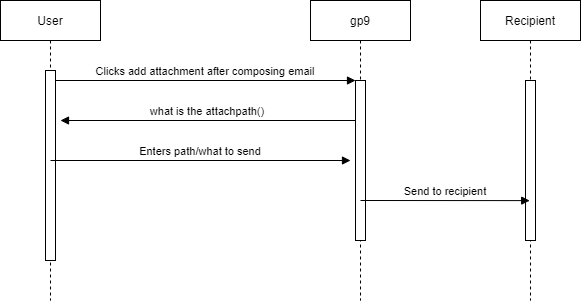 User
gp9
Recipient
Clicks add attachment after composing email
what is the attachpath()
Enters path/what to send
Send to recipient